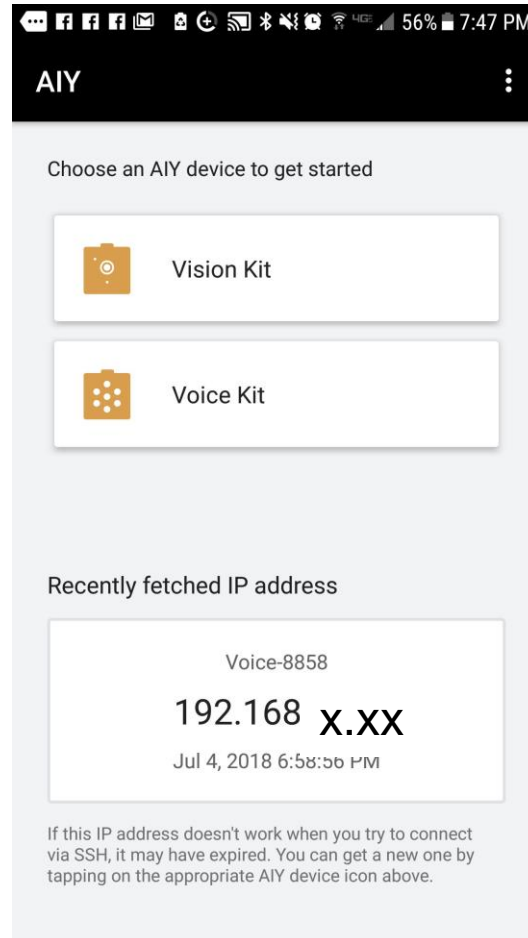 56% 7:47 PM
AIY
Choose an AIY device to get started
Vision Kit
Voice Kit
Recently fetched IP address
Voice-8858
192.168 x.xx
Jul 4, 2018 6:58:56 PM
If this IP address doesn't work when you try to connect
via SSH, it may have expired. You can get a new one by
tapping on the appropriate AIY device icon above.